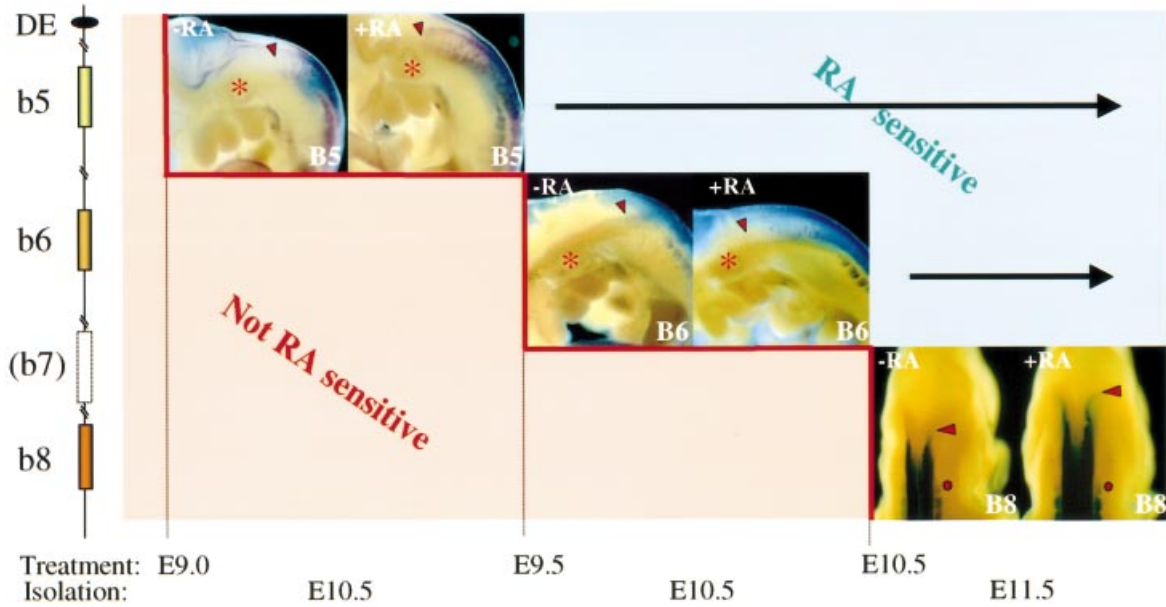 DE
-RA
+RA
b5
B5
B5
RA sensitive
-RA
+RA
b6
B6
B6
Not RA sensitive
(b7)
-RA
+RA
b8
B8
B8
Treatment: E9.0 E9.5 E10.5
Isolation: E10.5 E10.5 E11.5